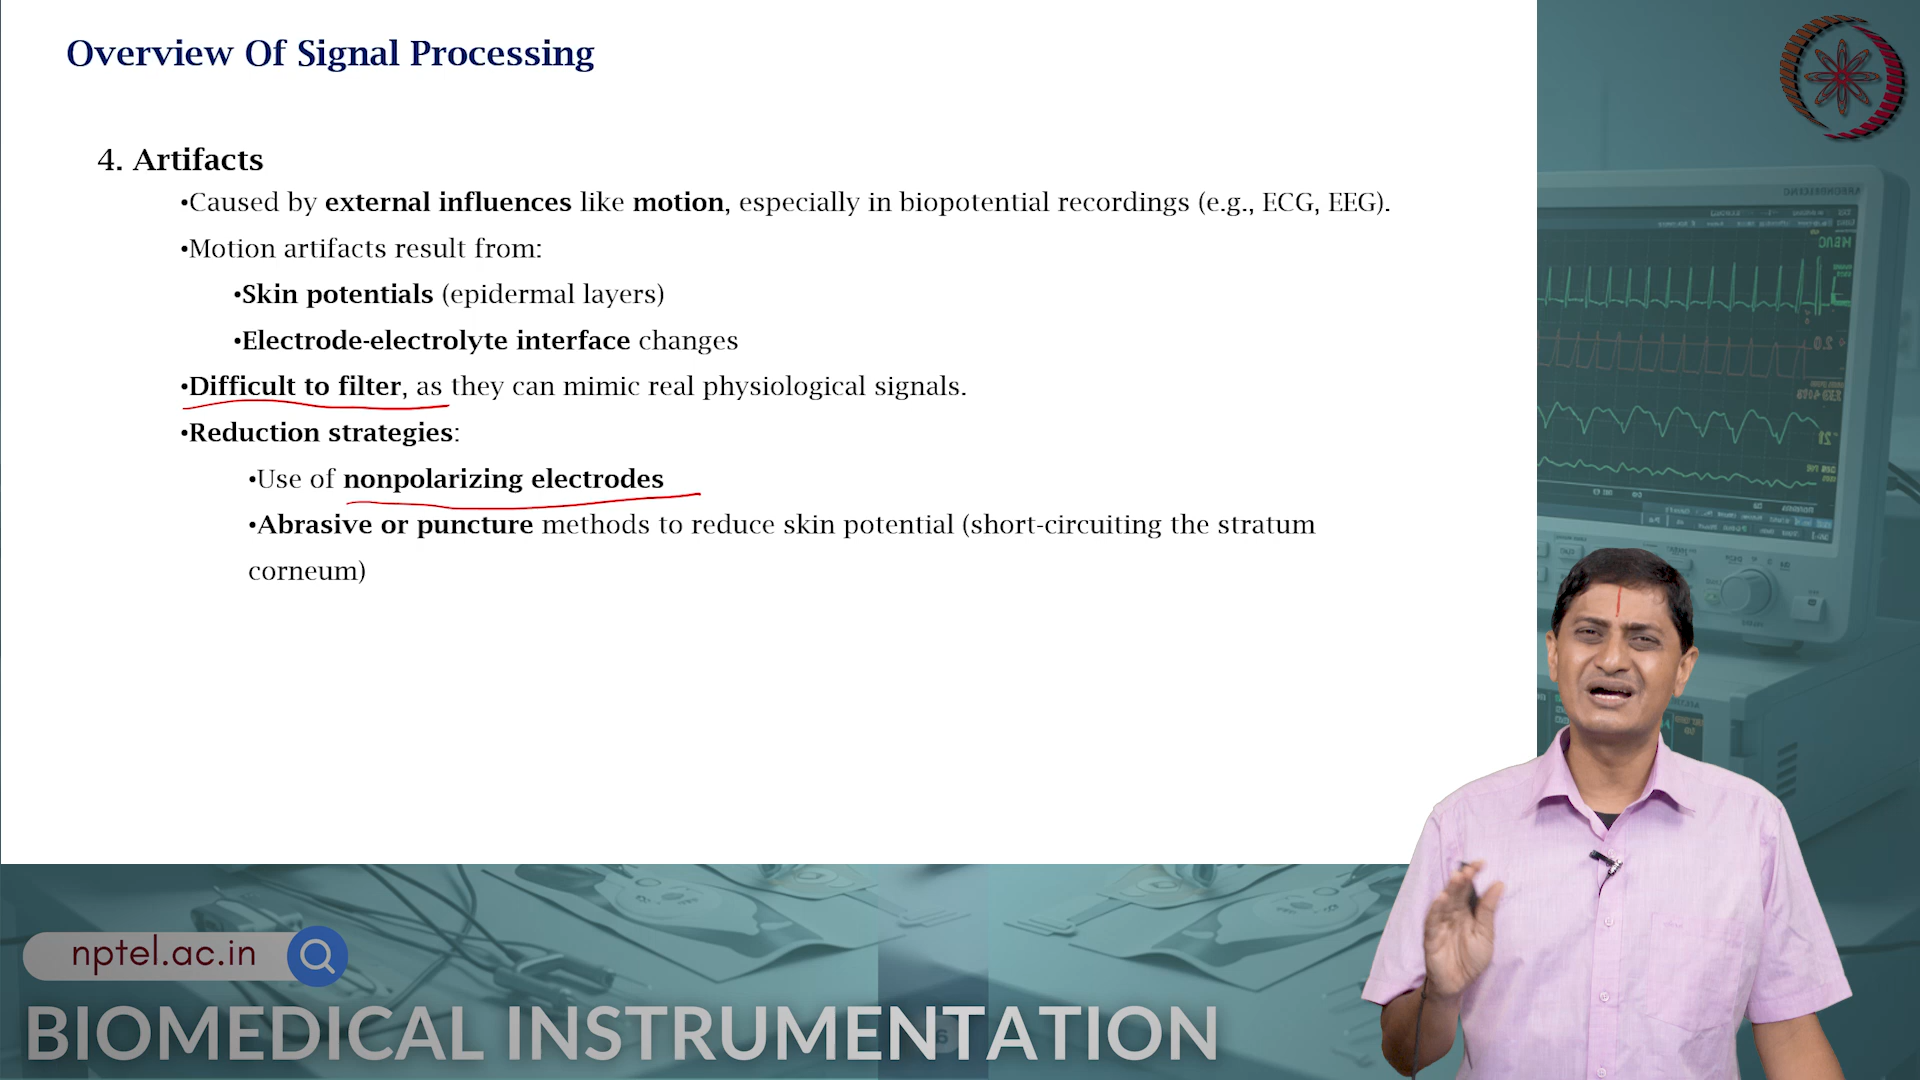 Overview Of Signal Processing
4. Artifacts
•Caused by external influences like motion, especially in biopotential recordings (e.g., ECG, EEG).
•Motion artifacts result from:
•Skin potentials (epidermal layers)
•Electrode-electrolyte interface changes
•Difficult to filter, as they can mimic real physiological signals.
•Reduction strategies:
•Use of nonpolarizing electrodes
•Abrasive or puncture methods to reduce skin potential (short-circuiting the stratum
corneum)
nptel.ac.in
BIOMEDICAL INSTRUMENTATION